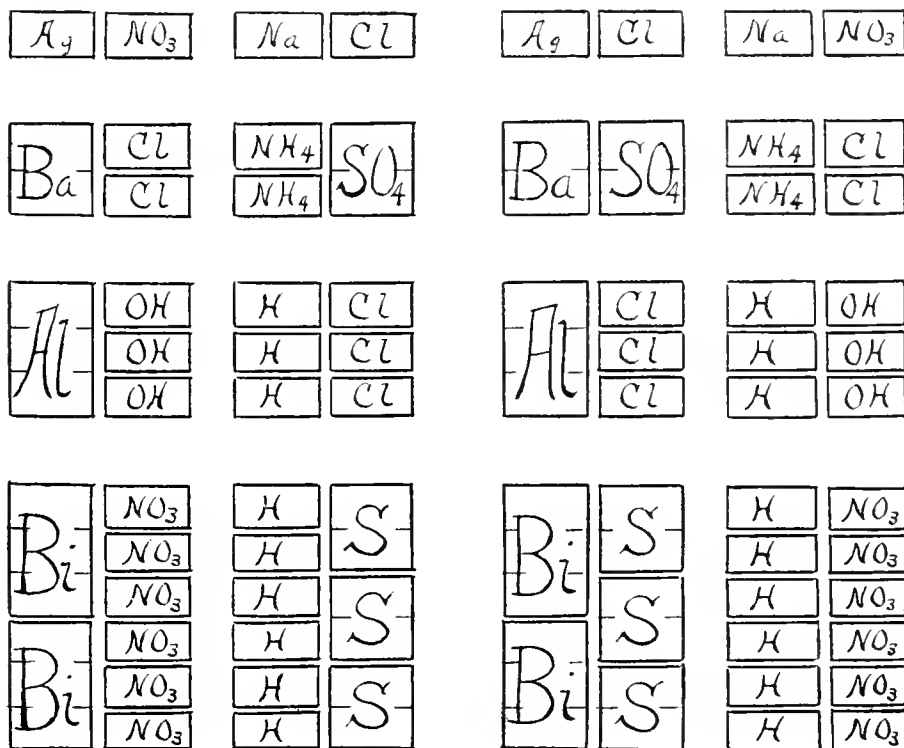 Ag NO₃ Na Cl Ag Cl Na NO₃
Cl NH₄ NH₄ Cl
Ba SO₄ Ba SO₄
Cl NH₄ NH₄ Cl
OH H Cl Cl H OH
Al OH H Cl Al Cl H OH
OH H Cl Cl H OH
NO₃ H H NO₃
Bi NO₃ H S Bi S H NO₃
NO₃ H H NO₃
NO₃ H S S H NO₃
Bi NO₃ H S Bi S H NO₃
NO₃ H H NO₃